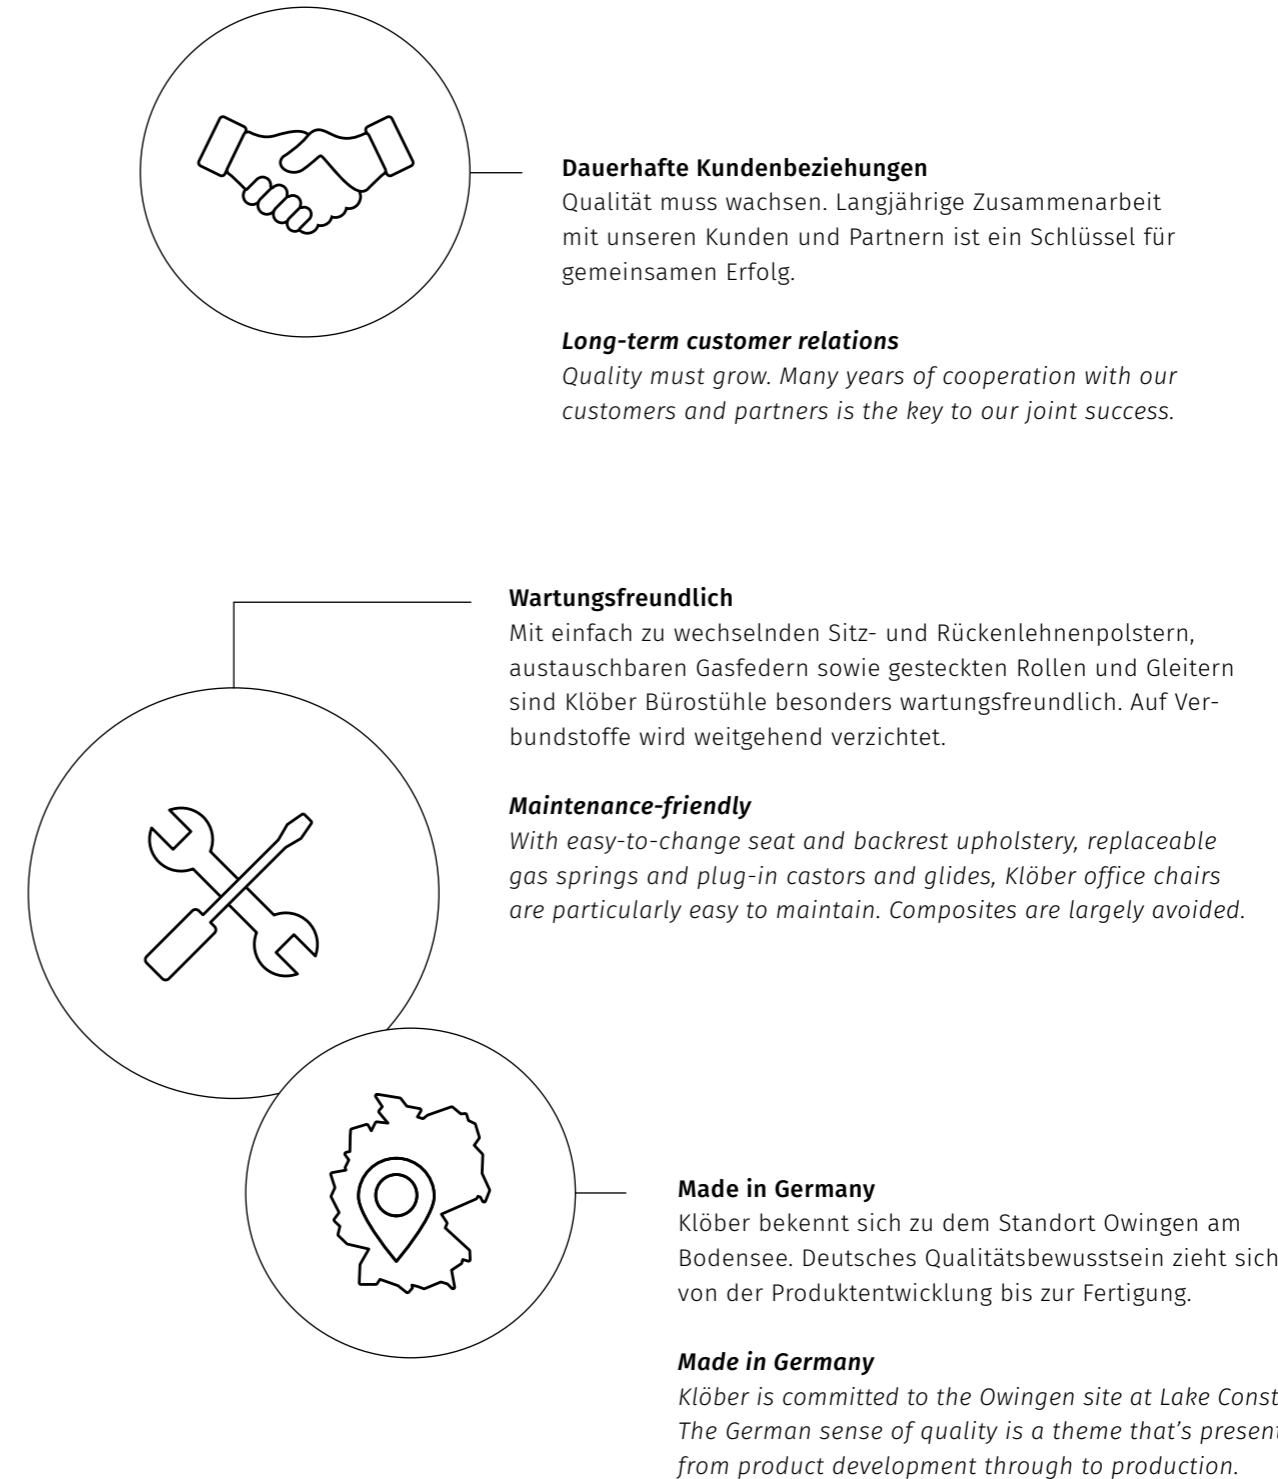 Dauerhafte Kundenbeziehungen
Qualität muss wachsen. Langjährige Zusammenarbeit
mit unseren Kunden und Partnern ist ein Schlüssel für
gemeinsamen Erfolg.
Long-term customer relations
Quality must grow. Many years of cooperation with our
customers and partners is the key to our joint success.
Wartungsfreundlich
Mit einfach zu wechselnden Sitz- und Rückenlehnenpolstern,
austauschbaren Gasfedern sowie gesteckten Rollen und Gleitern
sind Klöber Bürostühle besonders wartungsfreundlich. Auf Ver-
bundstoffe wird weitgehend verzichtet.
Maintenance-friendly
With easy-to-change seat and backrest upholstery, replaceable
gas springs and plug-in castors and glides, Klöber office chairs
are particularly easy to maintain. Composites are largely avoided.
Made in Germany
Klöber bekennt sich zu dem Standort Owingen am
Bodensee. Deutsches Qualitätsbewusstsein zieht sich
von der Produktentwicklung bis zur Fertigung.
Made in Germany
Klöber is committed to the Owingen site at Lake
The German sense of quality is a theme that's present
from product development through to production.